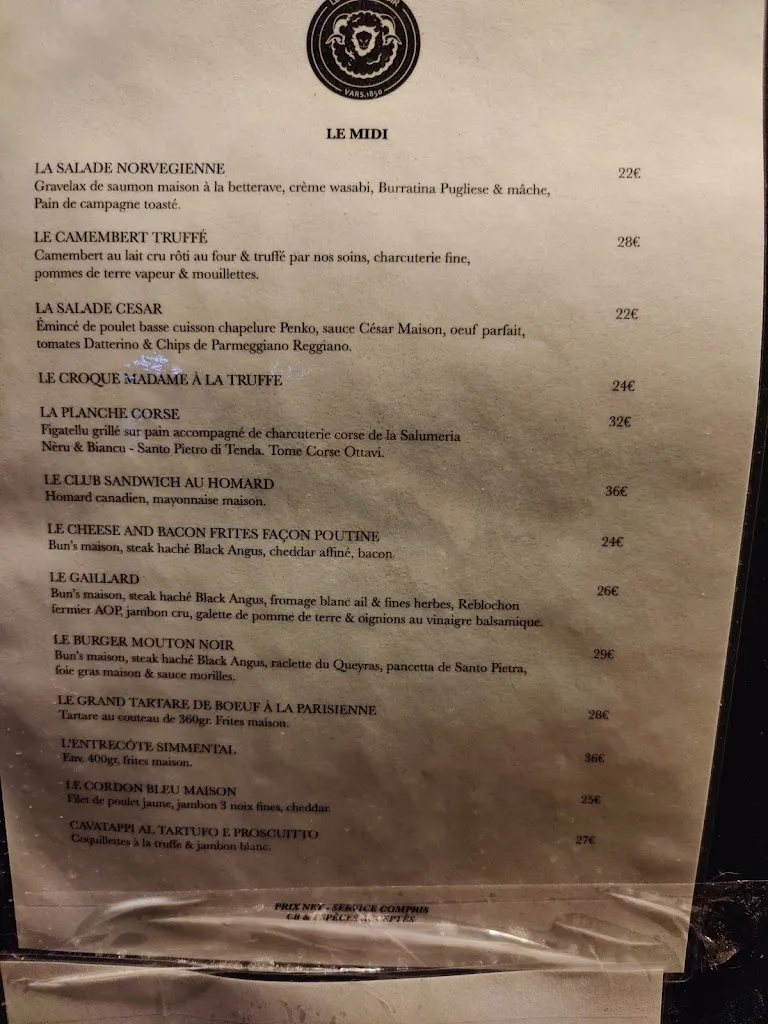 VARS.1850
LE MIDI
LA SALADE NORVEGIENNE 22€
Gravelax de saumon maison à la betterave, crème wasabi, Burratina Pugliese & mâche,
Pain de campagne toasté.
LE CAMEMBERT TRUFFÉ 28€
Camembert au lait cru rôti au four & truffé par nos soins, charcuterie fine,
pommes de terre vapeur & mouillettes.
LA SALADE CESAR 22€
Émincé de poulet basse cuisson chapelure Penko, sauce César Maison, oeuf parfait,
tomates Datterino & Chips de Parmeggiano Reggiano.
LE CROQUE MADAME À LA TRUFFE 24€
LA PLANCHE CORSE 32€
Figatellu grillé sur pain accompagné de charcuterie corse de la Salumeria
Nèru & Biancu - Santo Pietro di Tenda. Tome Corse Ottavi.
LE CLUB SANDWICH AU HOMARD 36€
Homard canadien, mayonnaise maison.
LE CHEESE AND BACON FRITES FAÇON POUTINE 24€
Bun's maison, steak haché Black Angus, cheddar affiné, bacon.
LE GAILLARD 26€
Bun's maison, steak haché Black Angus, fromage blanc ail & fines herbes, Reblochon
fermier AOP, jambon cru, galette de pomme de terre & oignions au vinaigre balsamique.
LE BURGER MOUTON NOIR 29€
Bun's maison, steak haché Black Angus, raclette du Queyras, pancetta de Santo Pietra,
foie gras maison & sauce morilles.
LE GRAND TARTARE DE BOEUF À LA PARISIENNE 28€
Tartare au couteau de 360gr. Frites maison.
L'ENTRECÔTE SIMMENTAL 36€
Env. 400gr, frites maison.
LE CORDON BLEU MAISON 25€
Filet de poulet jaune, jambon 3 noix fines, cheddar.
CAVATAPPI AL TARTUFO E PROSCUITTO 27€
Coquillettes à la truffe & jambon blanc.
PRIX NET - SERVICE COMPRIS
CB & ESPÈCES ACCEPTÉS